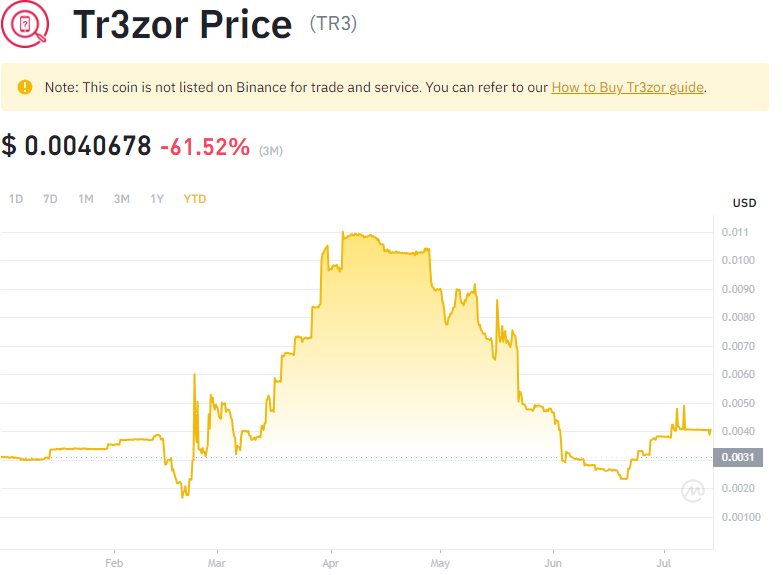 Tr3zor Price (TR3)
Note: This coin is not listed on Binance for trade and service. You can refer to our How to Buy Tr3zor guide.
$ 0.0040678 -61.52% (3M)
1D 7D 1M 3M 1Y YTD
USD
0.011
0.0100
0.0090
0.0080
0.0070
0.0060
0.0050
0.0040
0.0031
0.0020
0.00100
Feb Mar Apr May Jun Jul